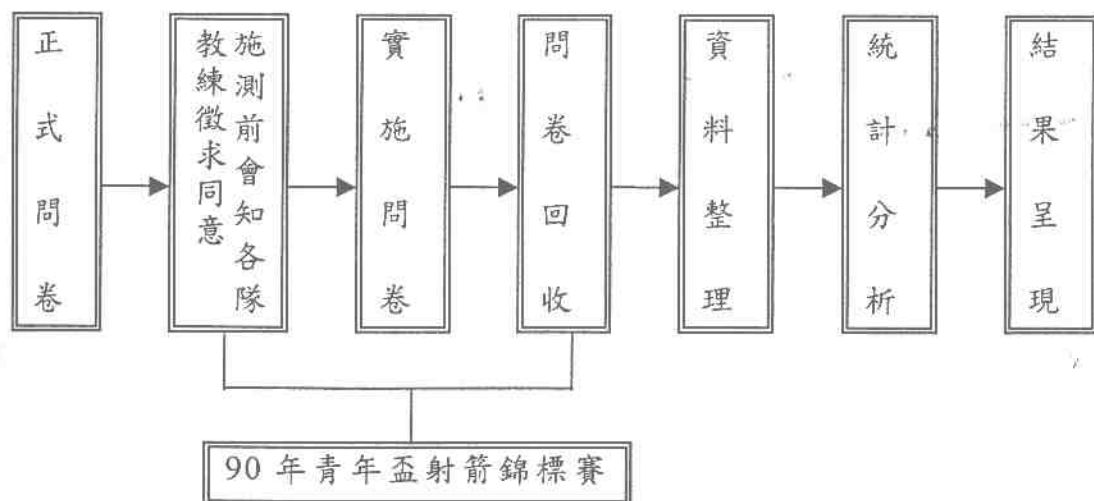 正式問卷
施測前會知各隊
教練徵求同意
實施問卷
問卷回收
資料整理
統計分析
結果呈現
90年青年盃射箭錦標賽